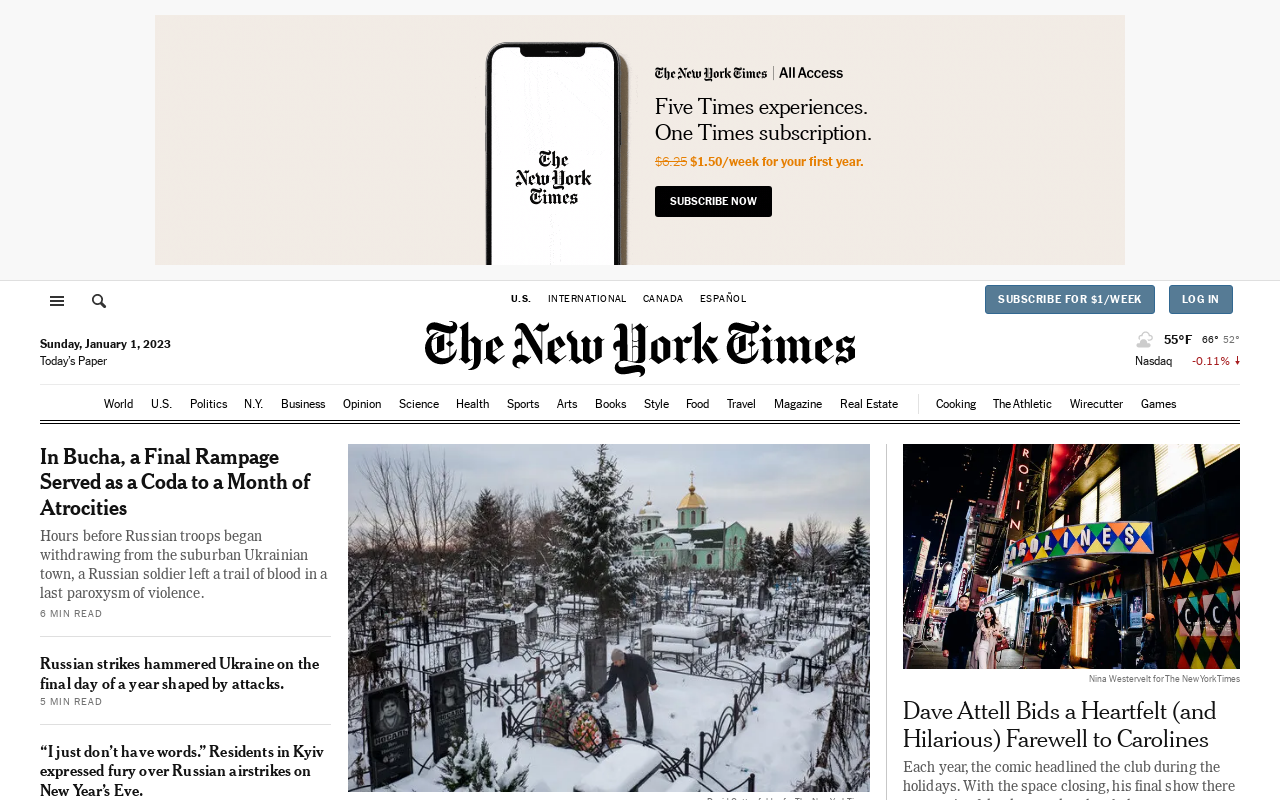 The New York Times | All Access
Five Times experiences.
One Times subscription.
$6.25 $1.50/week for your first year.
SUBSCRIBE NOW
The
New York
Times
U.S. INTERNATIONAL CANADA ESPAÑOL
SUBSCRIBE FOR $1/WEEK LOG IN
The New York Times
Sunday, January 1, 2023
Today's Paper
55°F 66° 52°
Nasdaq -0.11%
World U.S. Politics N.Y. Business Opinion Science Health Sports Arts Books Style Food Travel Magazine Real Estate Cooking The Athletic Wirecutter Games
In Bucha, a Final Rampage
Served as a Coda to a Month of
Atrocities
Hours before Russian troops began
withdrawing from the suburban Ukrainian
town, a Russian soldier left a trail of blood in a
last paroxysm of violence.
6 MIN READ
Russian strikes hammered Ukraine on the
final day of a year shaped by attacks.
5 MIN READ
“I just don’t have words.” Residents in Kyiv
expressed fury over Russian airstrikes on
New Year’s Eve.
ROLIN
CAROLINES
Nina Westervelt for The New York Times
Dave Attell Bids a Heartfelt (and
Hilarious) Farewell to Carolines
Each year, the comic headlined the club during the
holidays. With the space closing, his final show there